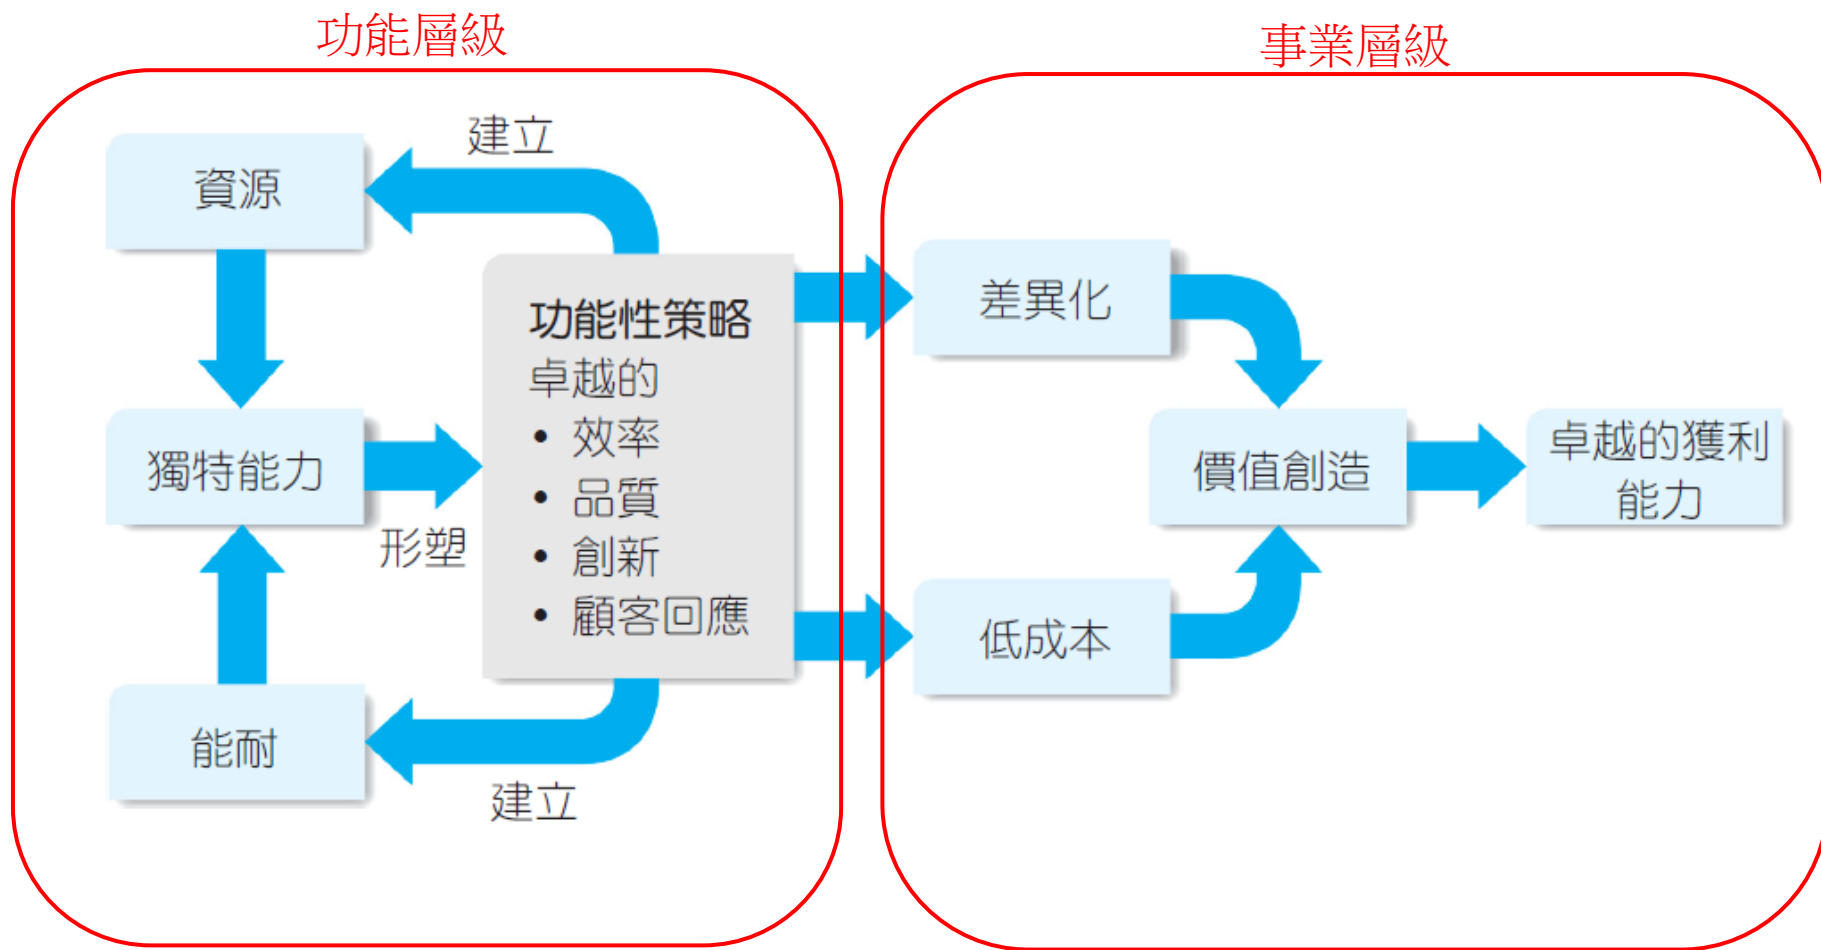 功能層級
事業層級
建立
資源
差異化
功能性策略
卓越的
• 效率
• 品質
• 創新
• 顧客回應
獨特能力
形塑
價值創造
卓越的獲利
能力
低成本
能耐
建立